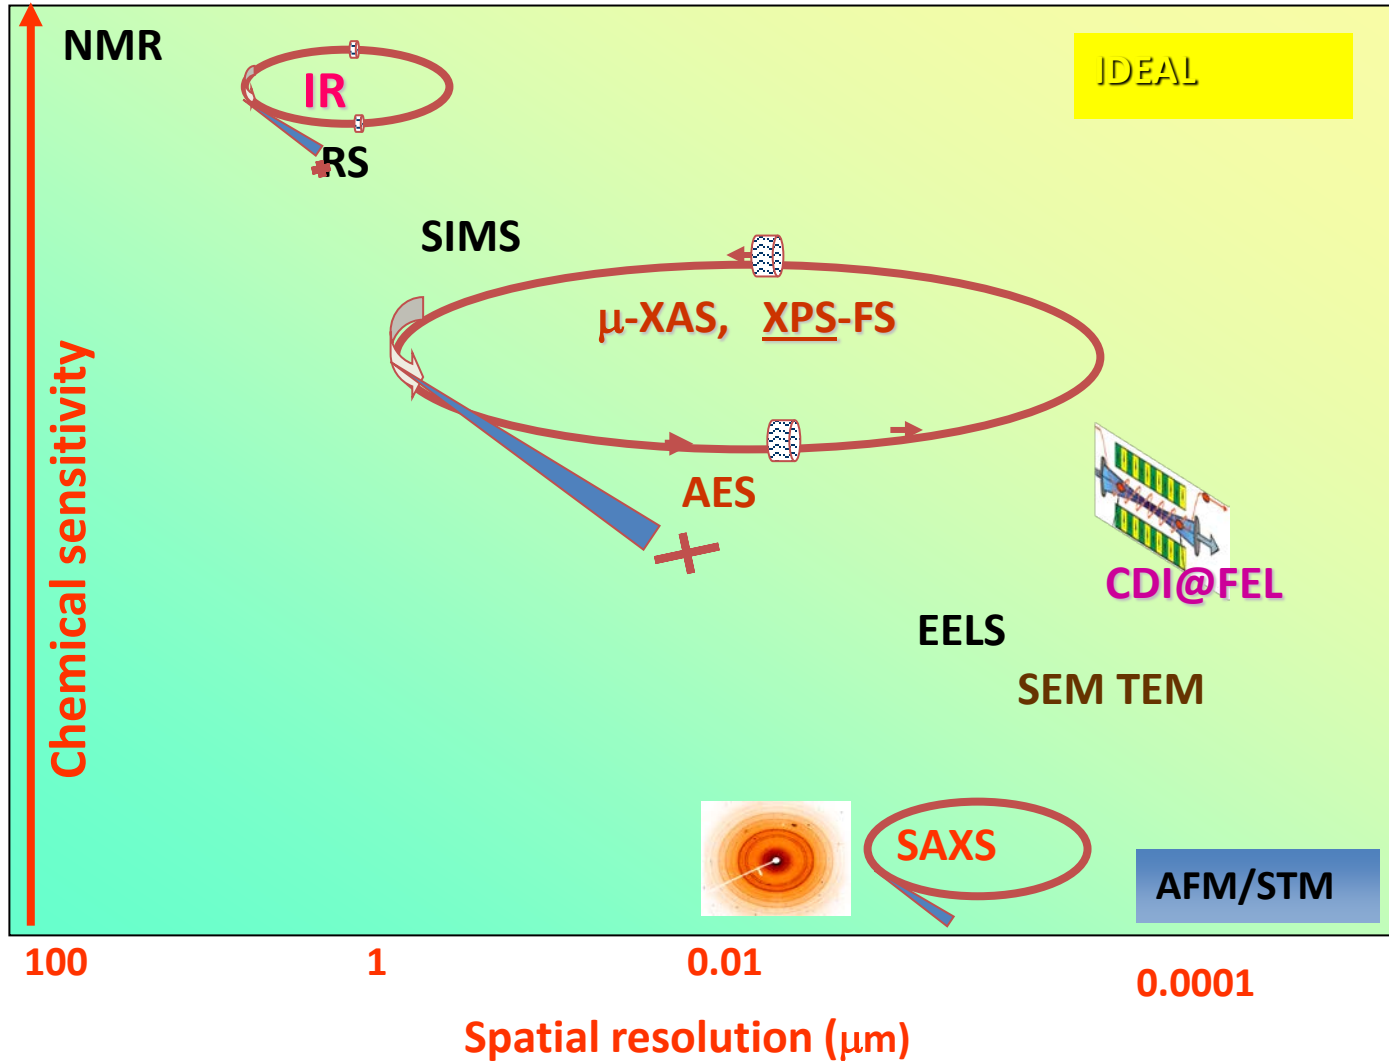 NMR
IR
IDEAL
RS
SIMS
μ-XAS, XPS-FS
Chemical sensitivity
AES
CDI@FEL
EELS
SEM TEM
SAXS
AFM/STM
100
1
0.01
0.0001
Spatial resolution (μm)